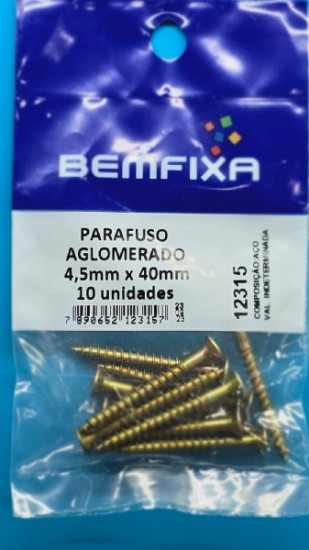 BEMFIXA
PARAFUSO
AGLOMERADO
4,5mm x 40mm
10 unidades
7 890652 123157
12315
COMPOSIÇÃO:AÇO
VAL. INDETERMINADA